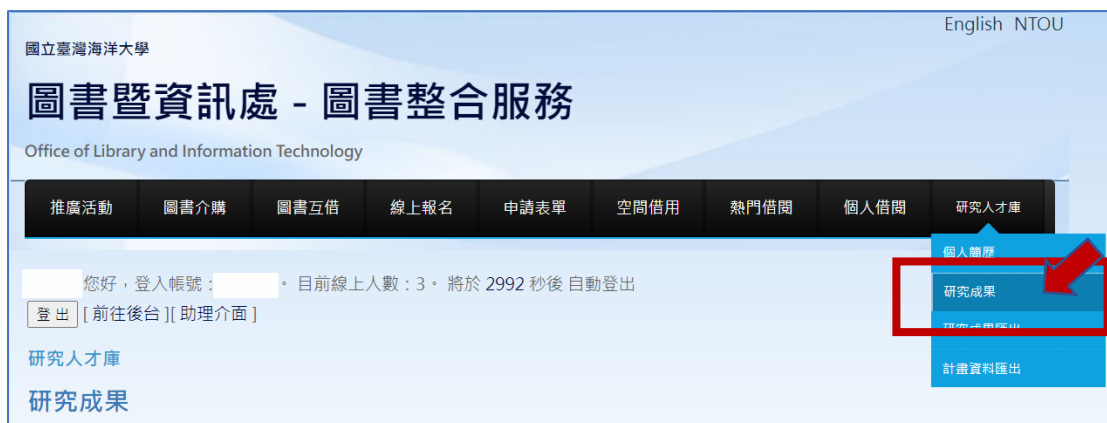 English NTOU
國立臺灣海洋大學
圖書暨資訊處 - 圖書整合服務
Office of Library and Information Technology
推廣活動 圖書介購 圖書互借 線上報名 申請表單 空間借用 熱門借閱 個人借閱 研究人才庫
個人簡歷
研究成果
研究成果匯出
計畫資料匯出
您好，登入帳號： 。目前線上人數：3。將於 2992 秒後 自動登出
登 出 [ 前往後台 ][ 助理介面 ]
研究人才庫
研究成果